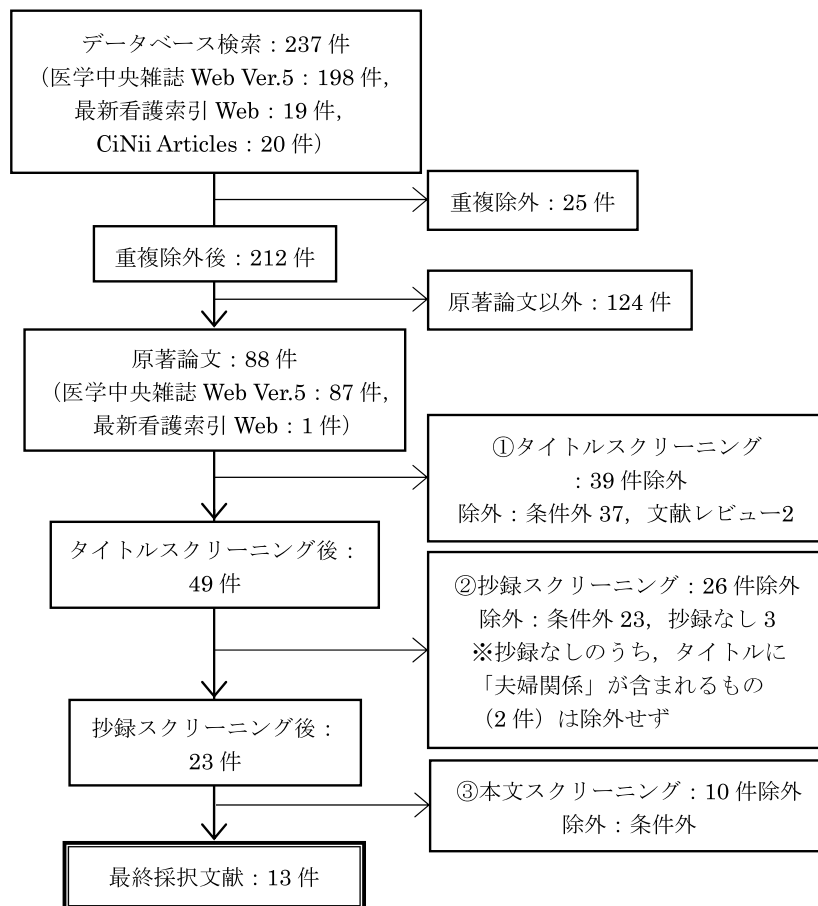 データベース検索：237 件
（医学中央雑誌 Web Ver.5：198 件，
最新看護索引 Web：19 件，
CiNii Articles：20 件）
重複除外：25 件
重複除外後：212 件
原著論文以外：124 件
原著論文：88 件
（医学中央雑誌 Web Ver.5：87 件，
最新看護索引 Web：1 件）
①タイトルスクリーニング
：39 件除外
除外：条件外 37，文献レビュー2
タイトルスクリーニング後：
49 件
②抄録スクリーニング：26 件除外
除外：条件外 23，抄録なし 3
※抄録なしのうち，タイトルに
「夫婦関係」が含まれるもの
（2 件）は除外せず
抄録スクリーニング後：
23 件
③本文スクリーニング：10 件除外
除外：条件外
最終採択文献：13 件